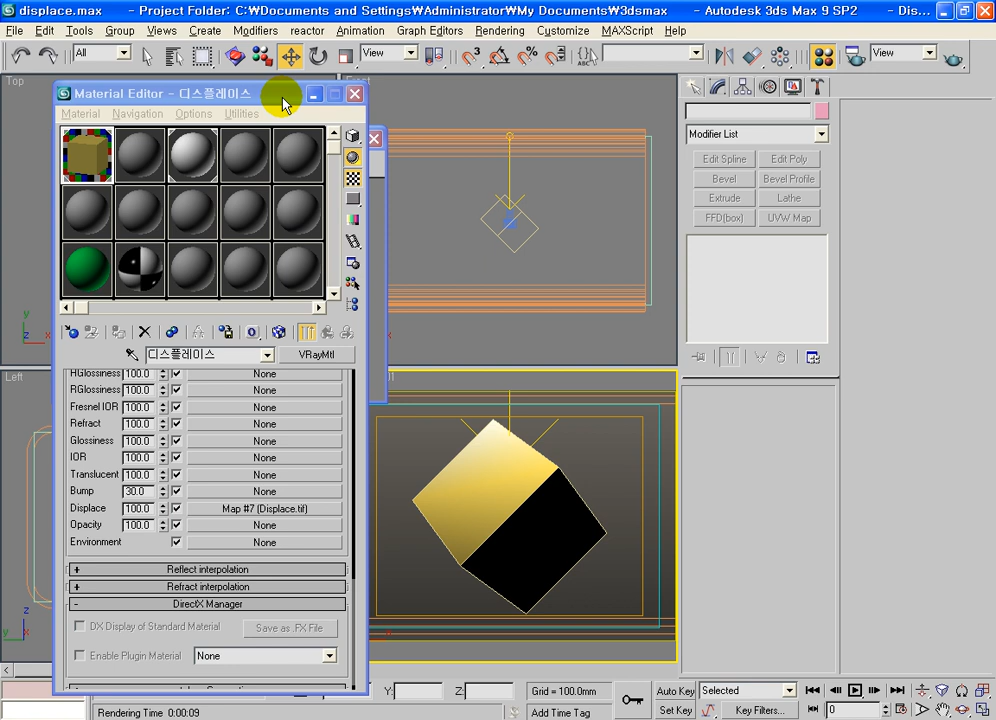 displace.max - Project Folder: C:₩Documents and Settings₩Administrator₩My Documents₩3dsmax - Autodesk 3ds Max 9 SP2 - Dis...
File Edit Tools Group Views Create Modifiers reactor Animation Graph Editors Rendering Customize MAXScript Help
All View View
Top Front
Material Editor - 디스플레이스
Material Navigation Options Utilities
Modifier List
Edit Spline Edit Poly
Bevel Bevel Profile
Extrude Lathe
FFD(box) UVW Map
디스플레이스 VRayMtl
HGlossiness 100.0 None
RGlossiness 100.0 None
Fresnel IOR 100.0 None
Refract 100.0 None
Glossiness 100.0 None
IOR 100.0 None
Translucent 100.0 None
Bump 30.0 None
Displace 100.0 Map #7 (Displace.tif)
Opacity 100.0 None
Environment None
Left
+ Reflect interpolation
+ Refract interpolation
- DirectX Manager
DX Display of Standard Material Save as .FX File
Enable Plugin Material None
Y: Z: Grid = 100.0mm Auto Key Selected
Rendering Time 0:00:09 Add Time Tag Set Key Key Filters... 0